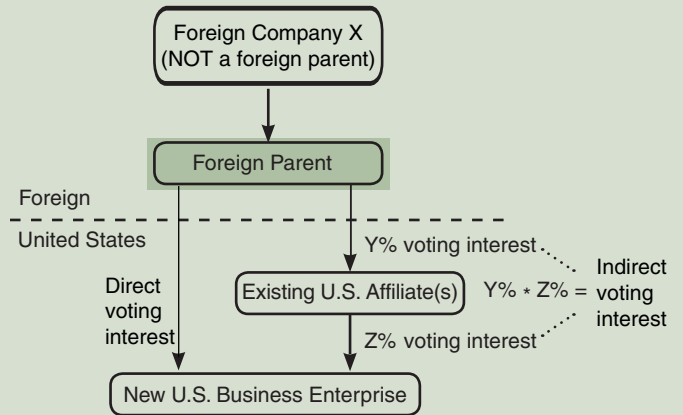 Foreign Company X
(NOT a foreign parent)
Foreign Parent
Foreign
United States
Y% voting interest
Direct
voting
interest
Existing U.S. Affiliate(s)
Y% * Z% =
Indirect
voting
interest
Z% voting interest
New U.S. Business Enterprise